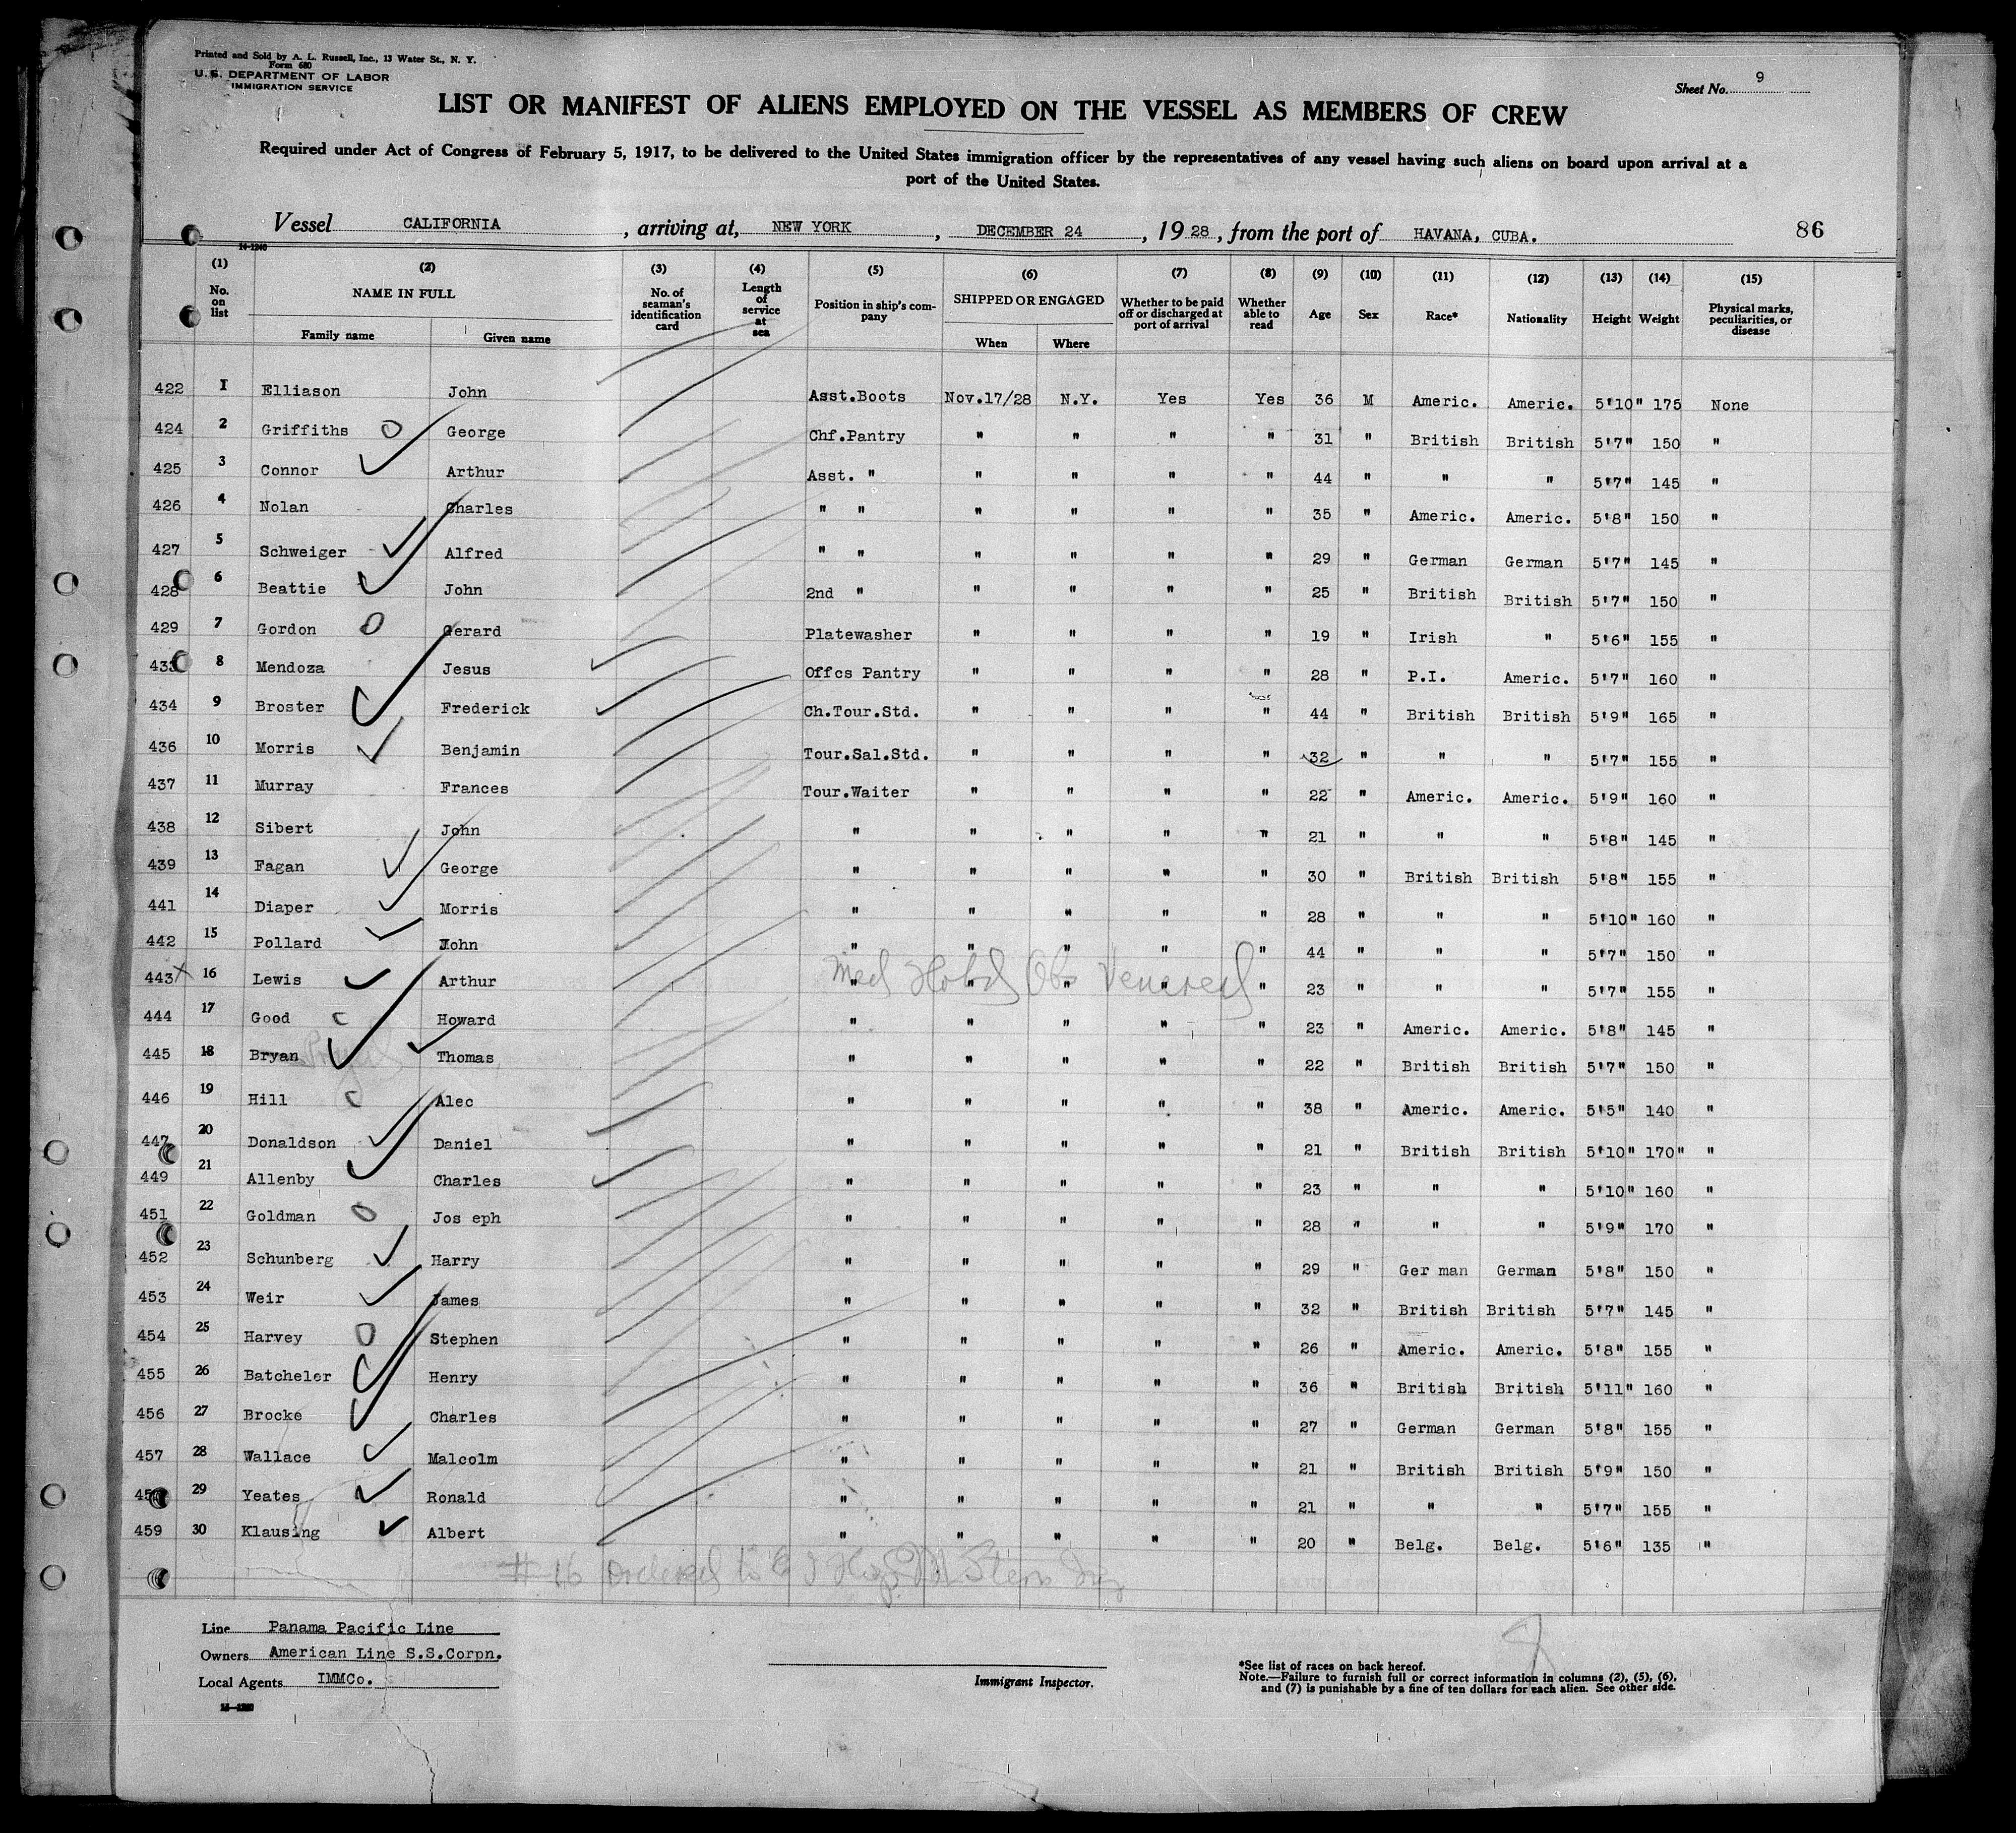 Printed and Sold by A. L. Russell, Inc., 13 Water St., N. Y.
Form 680
U. S. DEPARTMENT OF LABOR
IMMIGRATION SERVICE
Sheet No. 9
LIST OR MANIFEST OF ALIENS EMPLOYED ON THE VESSEL AS MEMBERS OF CREW
Required under Act of Congress of February 5, 1917, to be delivered to the United States immigration officer by the representatives of any vessel having such aliens on board upon arrival at a
port of the United States.
Vessel CALIFORNIA, arriving at, NEW YORK, DECEMBER 24, 1928, from the port of HAVANA, CUBA. 86
14-1240
(1) (2) (3) (4) (5) (6) (7) (8) (9) (10) (11) (12) (13) (14) (15)
No. on list NAME IN FULL No. of seaman's identification card Length of service at sea Position in ship's company SHIPPED OR ENGAGED Whether to be paid off or discharged at port of arrival Whether able to read Age Sex Race* Nationality Height Weight Physical marks, peculiarities, or disease
Family name Given name When Where
422 1 Elliason John Asst.Boots Nov.17/28 N.Y. Yes Yes 36 M Americ. Americ. 5'10" 175 None
424 2 Griffiths George Chf.Pantry " " " " 31 " British British 5'7" 150 "
425 3 Connor Arthur Asst. " " " " " 44 " " " 5'7" 145 "
426 4 Nolan Charles " " " " " " 35 " Americ. Americ. 5'8" 150 "
427 5 Schweiger Alfred " " " " " " 29 " German German 5'7" 145 "
428 6 Beattie John 2nd " " " " " 25 " British British 5'7" 150 "
429 7 Gordon Gerard Platewasher " " " " 19 " Irish " 5'6" 155 "
433 8 Mendoza Jesus Offcs Pantry " " " " 28 " P.I. Americ. 5'7" 160 "
434 9 Broster Frederick Ch.Tour.Std. " " " " 44 " British British 5'9" 165 "
436 10 Morris Benjamin Tour.Sal.Std. " " " " 32 " " " 5'7" 155 "
437 11 Murray Frances Tour.Waiter " " " " 22 " Americ. Americ. 5'9" 160 "
438 12 Sibert John " " " " " 21 " " " 5'8" 145 "
439 13 Fagan George " " " " " 30 " British British 5'8" 155 "
441 14 Diaper Morris " " " " " 28 " " " 5'10" 160 "
442 15 Pollard John " " " " " 44 " " " 5'7" 150 "
443 x 16 Lewis Arthur " " " " " 23 " " " 5'7" 155 "
Med Hold Obs Venereal
444 17 Good Howard " " " " " 23 " Americ. Americ. 5'8" 145 "
445 18 Bryan Thomas " " " " " 22 " British British 5'7" 150 "
446 19 Hill Alec " " " " " 38 " Americ. Americ. 5'5" 140 "
447 20 Donaldson Daniel " " " " " 21 " British British 5'10" 170" "
449 21 Allenby Charles " " " " " 23 " " " 5'10" 160 "
451 22 Goldman Jos eph " " " " " 28 " " " 5'9" 170 "
452 23 Schunberg Harry " " " " " 29 " Ger man German 5'8" 150 "
453 24 Weir James " " " " " 32 " British British 5'7" 145 "
454 25 Harvey Stephen " " " " " 26 " Americ. Americ. 5'8" 155 "
455 26 Batcheler Henry " " " " " 36 " British British 5'11" 160 "
456 27 Brocke Charles " " " " " 27 " German German 5'8" 155 "
457 28 Wallace Malcolm " " " " " 21 " British British 5'9" 150 "
29 Yeates Ronald " " " " " 21 " " " 5'7" 155 "
459 30 Klausing Albert " " " " " 20 " Belg. Belg. 5'6" 135 "
# 16 ordered to
Line Panama Pacific Line
Owners American Line S.S.Corpn.
Local Agents IMMCo.
14-1240
Immigrant Inspector.
*See list of races on back hereof.
Note.—Failure to furnish full or correct information in columns (2), (5), (6),
and (7) is punishable by a fine of ten dollars for each alien. See other side.